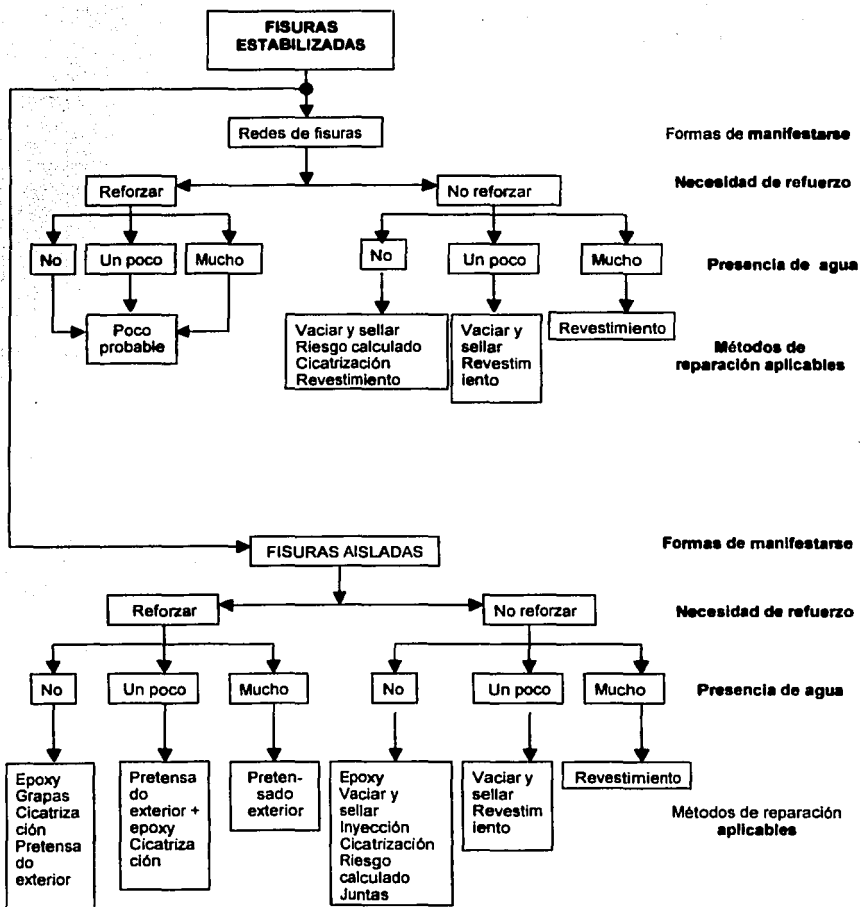 FISURAS
ESTABILIZADAS
Redes de fisuras
Formas de manifestarse
Reforzar
No reforzar
Necesidad de refuerzo
No
Un poco
Mucho
No
Un poco
Mucho
Presencia de agua
Poco
probable
Vaciar y sellar
Riesgo calculado
Cicatrización
Revestimiento
Vaciar y
sellar
Revestim
iento
Revestimiento
Métodos de
reparación aplicables
FISURAS AISLADAS
Formas de manifestarse
Reforzar
No reforzar
Necesidad de refuerzo
No
Un poco
Mucho
No
Un poco
Mucho
Presencia de agua
Epoxy
Grapas
Cicatriza
ción
Pretensa
do
exterior
Pretensa
do
exterior +
epoxy
Cicatriza
ción
Preten-
sado
exterior
Epoxy
Vaciar y
sellar
Inyección
Cicatrización
Riesgo
calculado
Juntas
Vaciar y
sellar
Revestim
iento
Revestimiento
Métodos de reparación
aplicables